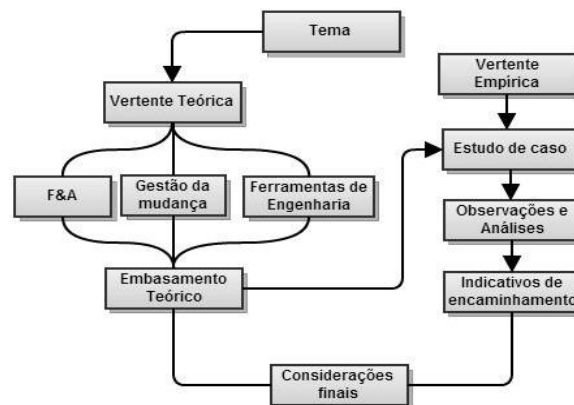 Tema
Vertente Teórica
F&A
Gestão da
mudança
Ferramentas de
Engenharia
Embasamento
Teórico
Vertente
Empírica
Estudo de caso
Observações e
Análises
Indicativos de
encaminhamento
Considerações
finais